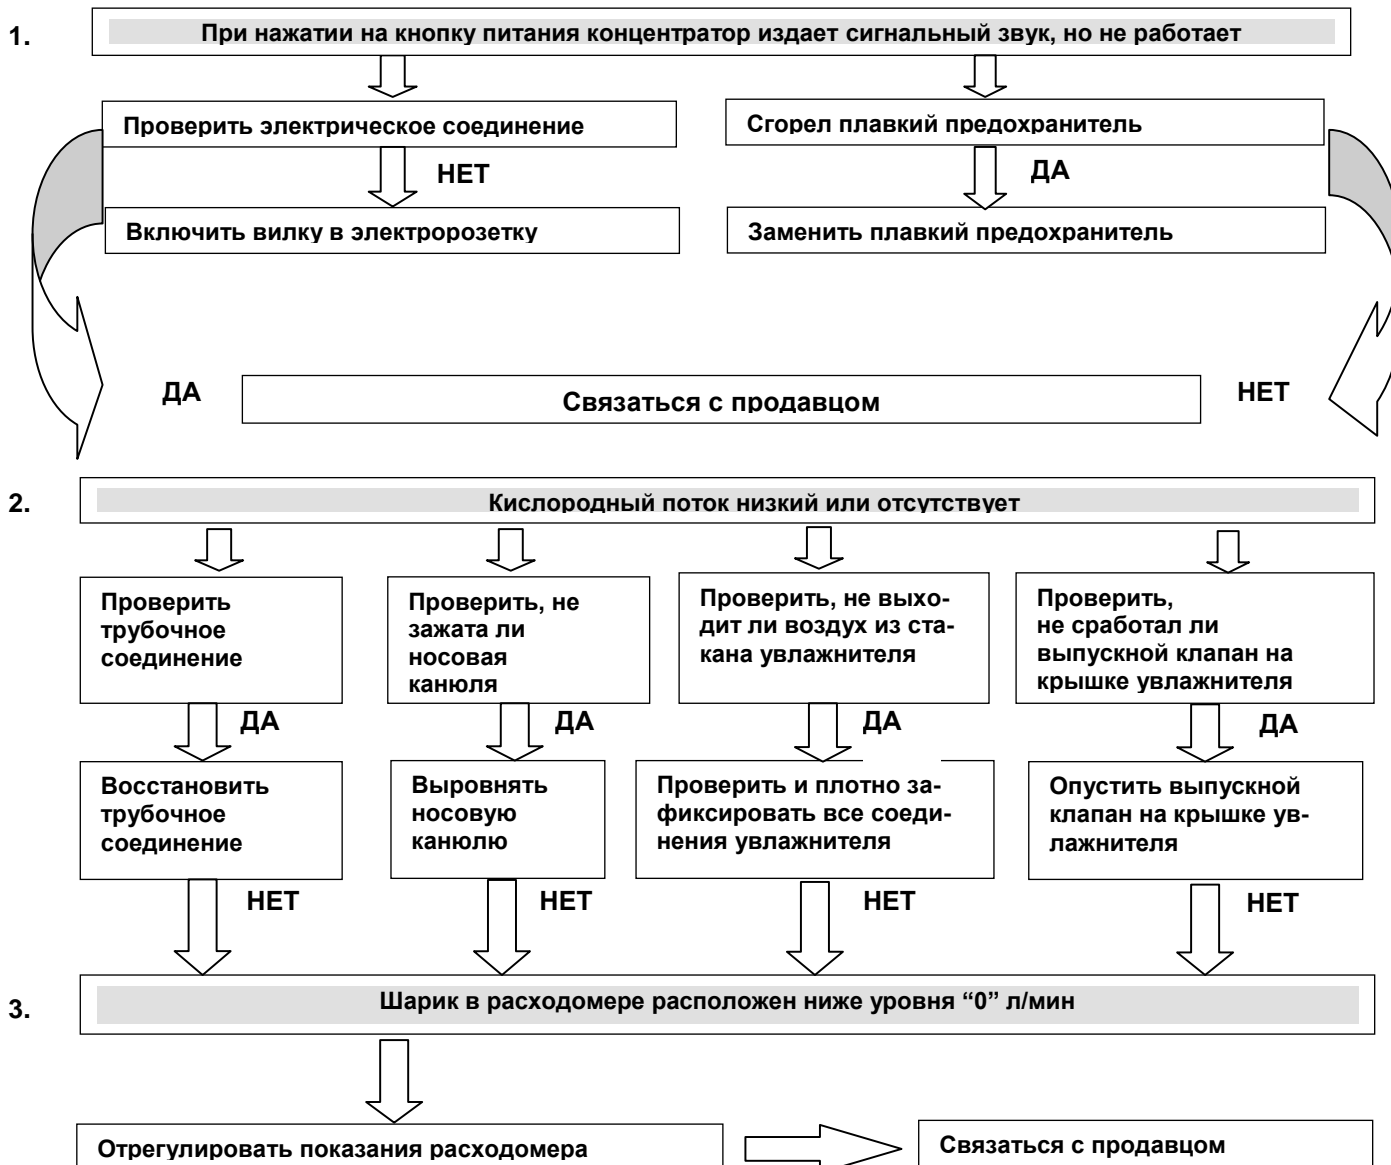 1.
При нажатии на кнопку питания концентратор издает сигнальный звук, но не работает
Проверить электрическое соединение
Сгорел плавкий предохранитель
НЕТ
ДА
Включить вилку в электророзетку
Заменить плавкий предохранитель
ДА
Связаться с продавцом
НЕТ
2.
Кислородный поток низкий или отсутствует
Проверить
трубочное
соединение
Проверить, не
зажата ли
носовая
канюля
Проверить, не выхо-
дит ли воздух из ста-
кана увлажнителя
Проверить,
не сработал ли
выпускной клапан на
крышке увлажнителя
ДА
ДА
ДА
ДА
Восстановить
трубочное
соединение
Выровнять
носовую
канюлю
Проверить и плотно за-
фиксировать все соеди-
нения увлажнителя
Опустить выпускной
клапан на крышке ув-
лажнителя
НЕТ
НЕТ
НЕТ
НЕТ
3.
Шарик в расходомере расположен ниже уровня “0” л/мин
Отрегулировать показания расходомера
Связаться с продавцом